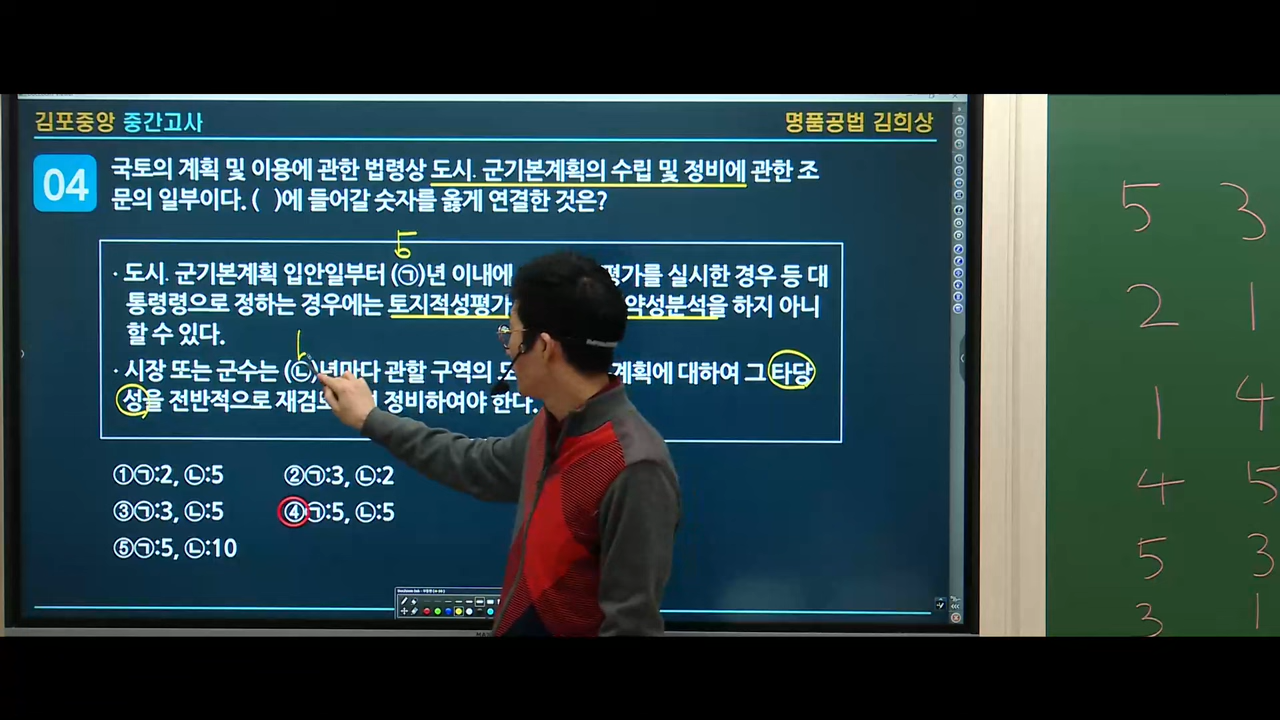 김포중앙 중간고사
명품공법 김희상
04
국토의 계획 및 이용에 관한 법령상 도시. 군기본계획의 수립 및 정비에 관한 조
문의 일부이다. ( )에 들어갈 숫자를 옳게 연결한 것은?
5
· 도시. 군기본계획 입안일부터 (㉠)년 이내에 평가를 실시한 경우 등 대
통령령으로 정하는 경우에는 토지적성평가 약성분석을 하지 아니
할 수 있다.
· 시장 또는 군수는 (㉡)년마다 관할 구역의 계획에 대하여 그 타당
성을 전반적으로 정비하여야 한다.
①㉠:2, ㉡:5 ②㉠:3, ㉡:2
③㉠:3, ㉡:5 ④㉠:5, ㉡:5
⑤㉠:5, ㉡:10
5 3
2 1
1 4
4 5
5 3
3 1